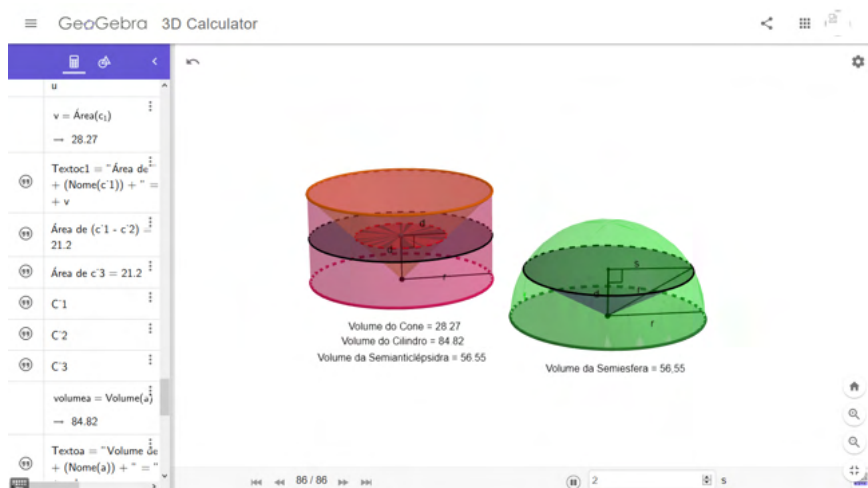 GeoGebra 3D Calculator
u
v = Área(c₁)
→ 28.27
Textoc1 = "Área de
+ (Nome(c'1)) + " =
+ v
Área de (c'1 - c'2) =
21.2
Área de c'3 = 21.2
C'1
C'2
C'3
volumea = Volume(a)
→ 84.82
Textoa = "Volume de
+ (Nome(a)) + " = "
d
d
r
Volume do Cone = 28.27
Volume do Cilindro = 84.82
Volume da Semianticlépsidra = 56.55
s
d
r
r
Volume da Semiesfera = 56,55
86 / 86
2
s